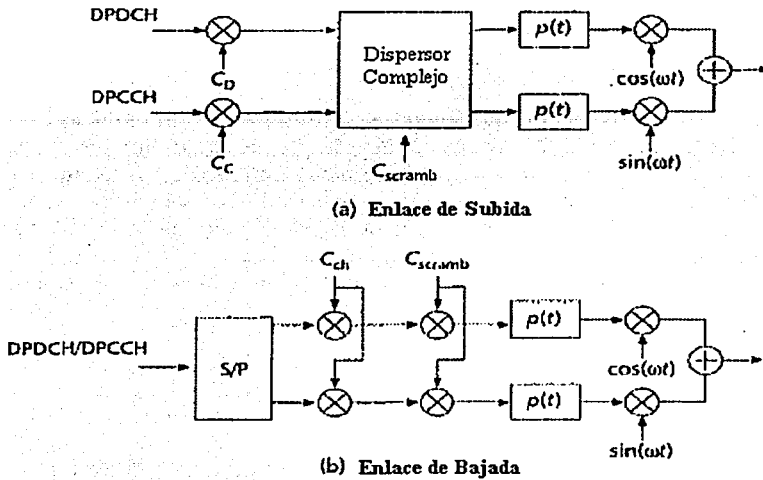 DPDCH
p(t)
Dispersor
Complejo
C_D
cos(ωt)
DPCCH
p(t)
C_C
C_scramb
sin(ωt)
(a) Enlace de Subida
C_ch
C_scramb
p(t)
DPDCH/DPCCH
S/P
cos(ωt)
p(t)
sin(ωt)
(b) Enlace de Bajada